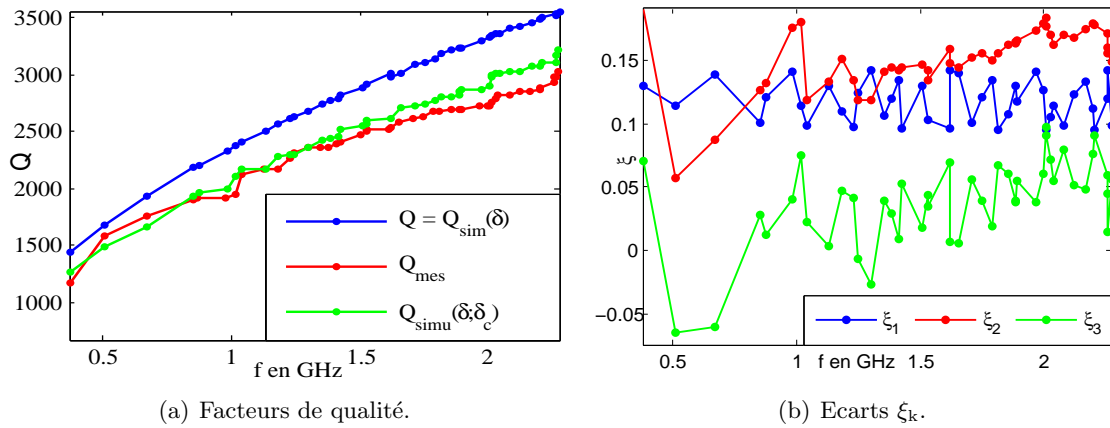 3500
3000
2500
2000
1500
1000
Q
Q = Q_sim(δ)
Q_mes
Q_simu(δ;δ_c)
0.5 1 1.5 2
f en GHz
(a) Facteurs de qualité.
0.15
0.1
0.05
0
−0.05
ξ
ξ_1 ξ_2 ξ_3
0.5 1 1.5 2
f en GHz
(b) Ecarts ξ_k.